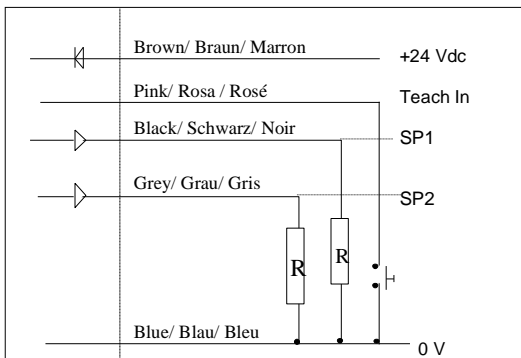 Brown/ Braun/ Marron
+24 Vdc
Pink/ Rosa / Rosé
Teach In
Black/ Schwarz/ Noir
SP1
Grey/ Grau/ Gris
SP2
R
R
Blue/ Blau/ Bleu
0 V